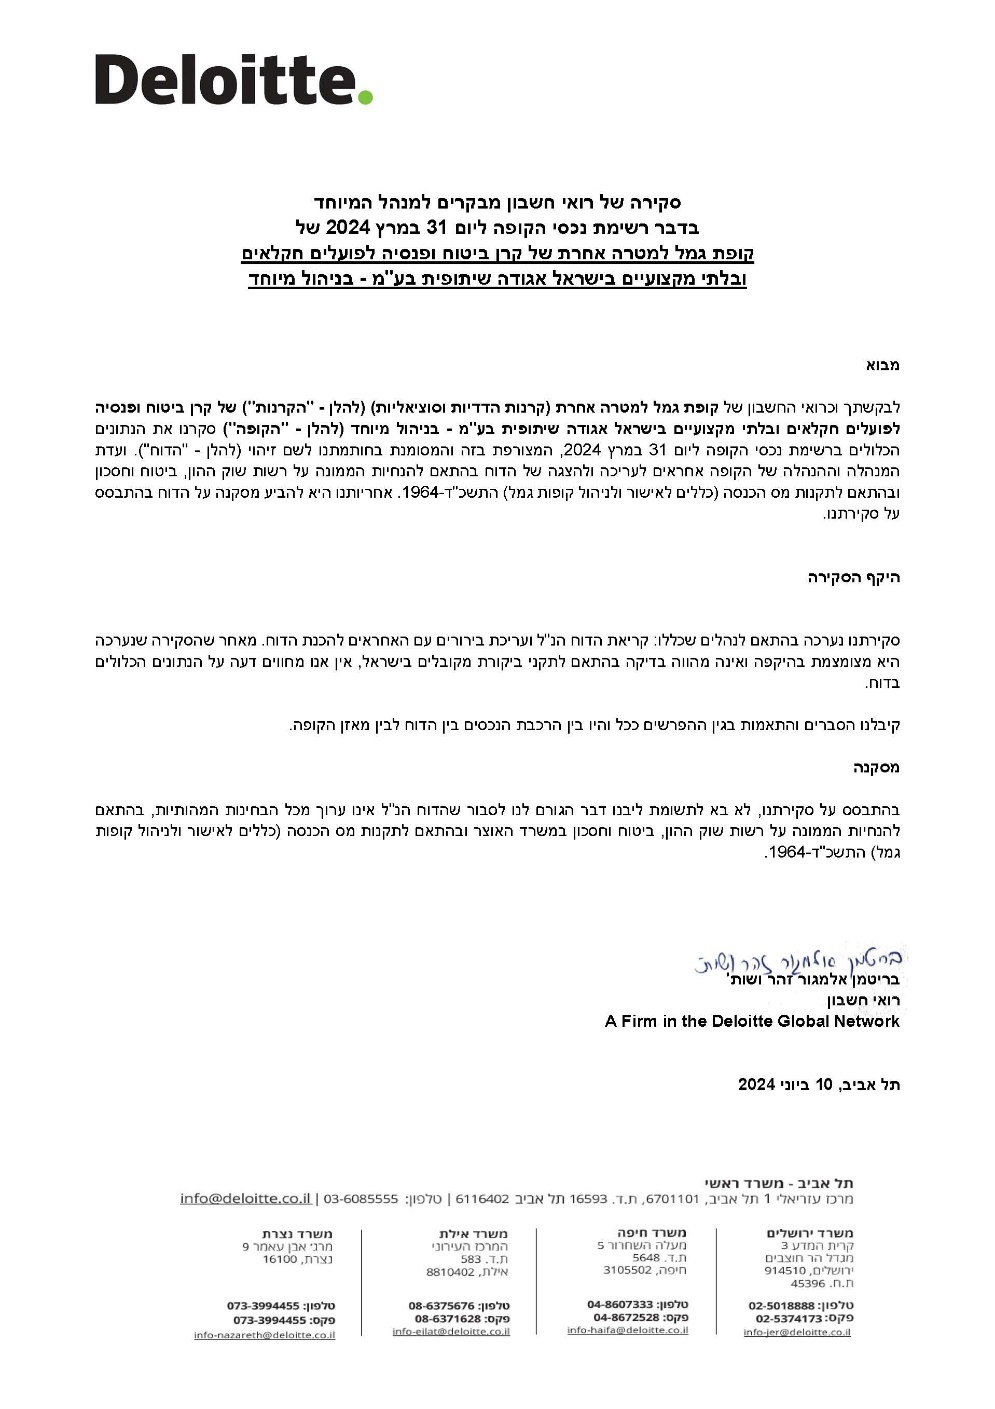 Deloitte.
סקירה של רואי חשבון מבקרים למנהל המיוחד
בדבר רשימת נכסי הקופה ליום 31 במרץ 2024 של
קופת גמל למטרה אחרת של קרן ביטוח ופנסיה לפועלים חקלאים
ובלתי מקצועיים בישראל אגודה שיתופית בע"מ - בניהול מיוחד
מבוא
לבקשתך וכרואי החשבון של קופת גמל למטרה אחרת (קרנות הדדיות וסוציאליות) (להלן - "הקרנות") של קרן ביטוח ופנסיה
לפועלים חקלאים ובלתי מקצועיים בישראל אגודה שיתופית בע"מ - בניהול מיוחד (להלן - "הקופה") סקרנו את הנתונים
הכלולים ברשימת נכסי הקופה ליום 31 במרץ 2024, המצורפת בזה והמסומנת בחותמתנו לשם זיהוי (להלן - "הדוח"). ועדת
המנהלה וההנהלה של הקופה אחראים לעריכה ולהצגה של הדוח בהתאם להנחיות הממונה על רשות שוק ההון, ביטוח וחסכון
ובהתאם לתקנות מס הכנסה (כללים לאישור ולניהול קופות גמל) התשכ"ד-1964. אחריותנו היא להביע מסקנה על הדוח בהתבסס
על סקירתנו.
היקף הסקירה
סקירתנו נערכה בהתאם לנהלים שכללו: קריאת הדוח הנ"ל ועריכת בירורים עם האחראים להכנת הדוח. מאחר שהסקירה שנערכה
היא מצומצמת בהיקפה ואינה מהווה בדיקה בהתאם לתקני ביקורת מקובלים בישראל, אין אנו מחווים דעה על הנתונים הכלולים
בדוח.
קיבלנו הסברים והתאמות בגין ההפרשים ככל והיו בין הרכבת הנכסים בין הדוח לבין מאזן הקופה.
מסקנה
בהתבסס על סקירתנו, לא בא לתשומת ליבנו דבר הגורם לנו לסבור שהדוח הנ"ל אינו ערוך מכל הבחינות המהותיות, בהתאם
להנחיות הממונה על רשות שוק ההון, ביטוח וחסכון במשרד האוצר ובהתאם לתקנות מס הכנסה (כללים לאישור ולניהול קופות
גמל) התשכ"ד-1964.
בריטמן אלמגור זהר ושות'
בריטמן אלמגור זהר ושות'
רואי חשבון
A Firm in the Deloitte Global Network
תל אביב, 10 ביוני 2024
תל אביב - משרד ראשי
מרכז עזריאלי 1 תל אביב, 6701101, ת.ד. 16593 תל אביב 6116402 | טלפון: 03-6085555 | info@deloitte.co.il
משרד ירושלים
קרית המדע 3
מגדל הר חוצבים
ירושלים, 914510
ת.ח. 45396
טלפון: 02-5018888
פקס: 02-5374173
info-jer@deloitte.co.il
משרד חיפה
מעלה השחרור 5
ת.ד. 5648
חיפה, 3105502
טלפון: 04-8607333
פקס: 04-8672528
info-haifa@deloitte.co.il
משרד אילת
המרכז העירוני
ת.ד. 583
אילת, 8810402
טלפון: 08-6375676
פקס: 08-6371628
info-eilat@deloitte.co.il
משרד נצרת
מרג' אבן עאמר 9
נצרת, 16100
טלפון: 073-3994455
פקס: 073-3994455
info-nazareth@deloitte.co.il